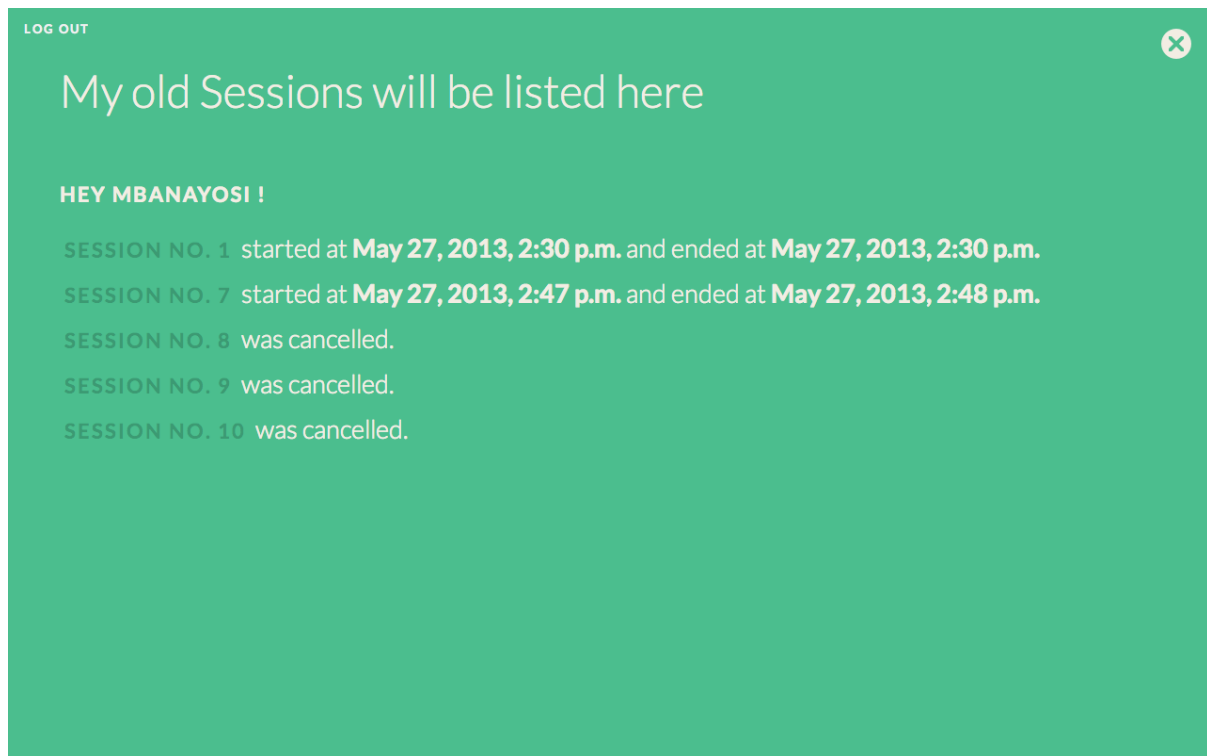 LOG OUT
My old Sessions will be listed here
HEY MBANAYOSI !
SESSION NO. 1 started at May 27, 2013, 2:30 p.m. and ended at May 27, 2013, 2:30 p.m.
SESSION NO. 7 started at May 27, 2013, 2:47 p.m. and ended at May 27, 2013, 2:48 p.m.
SESSION NO. 8 was cancelled.
SESSION NO. 9 was cancelled.
SESSION NO. 10 was cancelled.